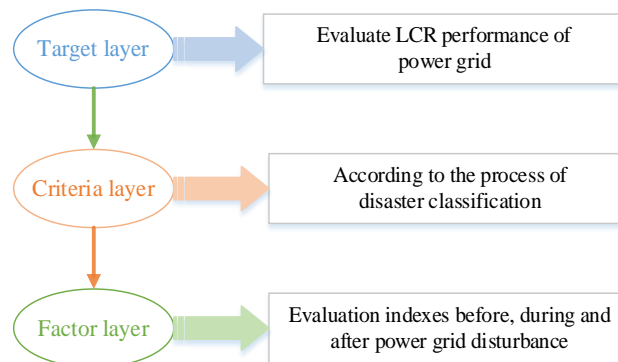 Target layer
Evaluate LCR performance of
power grid
Criteria layer
According to the process of
disaster classification
Factor layer
Evaluation indexes before, during and
after power grid disturbance